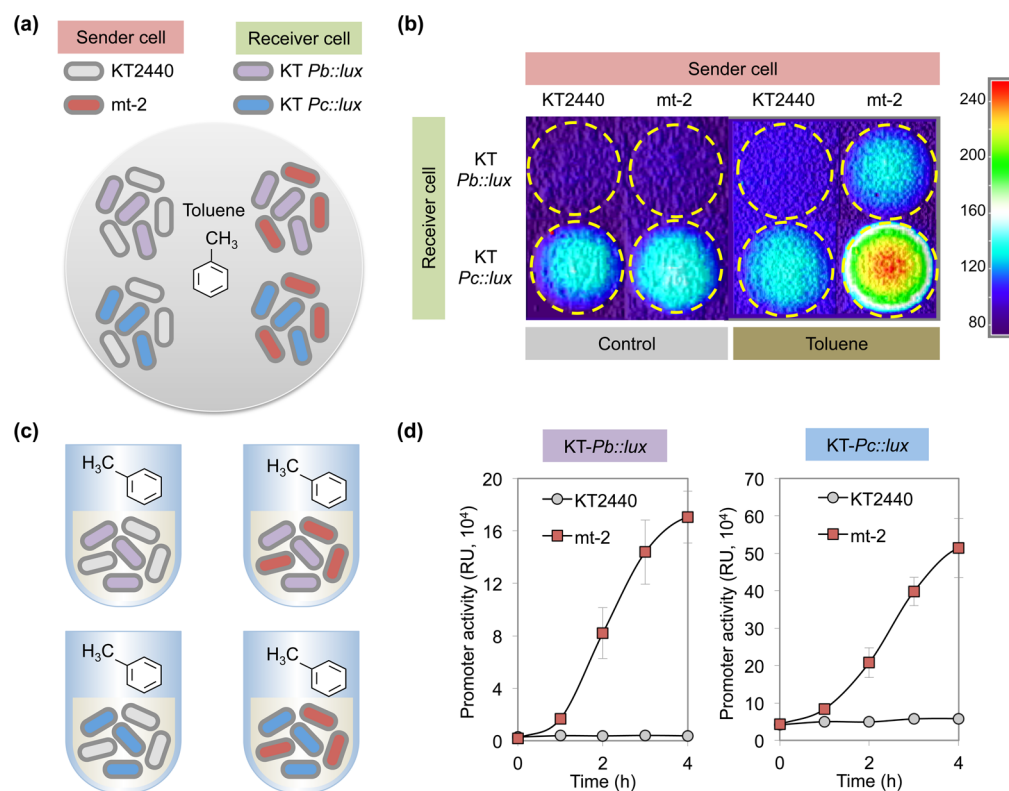 (a)
Sender cell
Receiver cell
KT2440
KT Pb::lux
mt-2
KT Pc::lux
Toluene
CH₃
(b)
Sender cell
KT2440
mt-2
KT2440
mt-2
Receiver cell
KT
Pb::lux
KT
Pc::lux
Control
Toluene
240
200
160
120
80
(c)
H₃C
H₃C
H₃C
H₃C
(d)
KT-Pb::lux
Promoter activity (RU, 10⁴)
20
16
12
8
4
0
KT2440
mt-2
0
2
4
Time (h)
KT-Pc::lux
Promoter activity (RU, 10⁴)
70
60
50
40
30
20
10
0
KT2440
mt-2
0
2
4
Time (h)